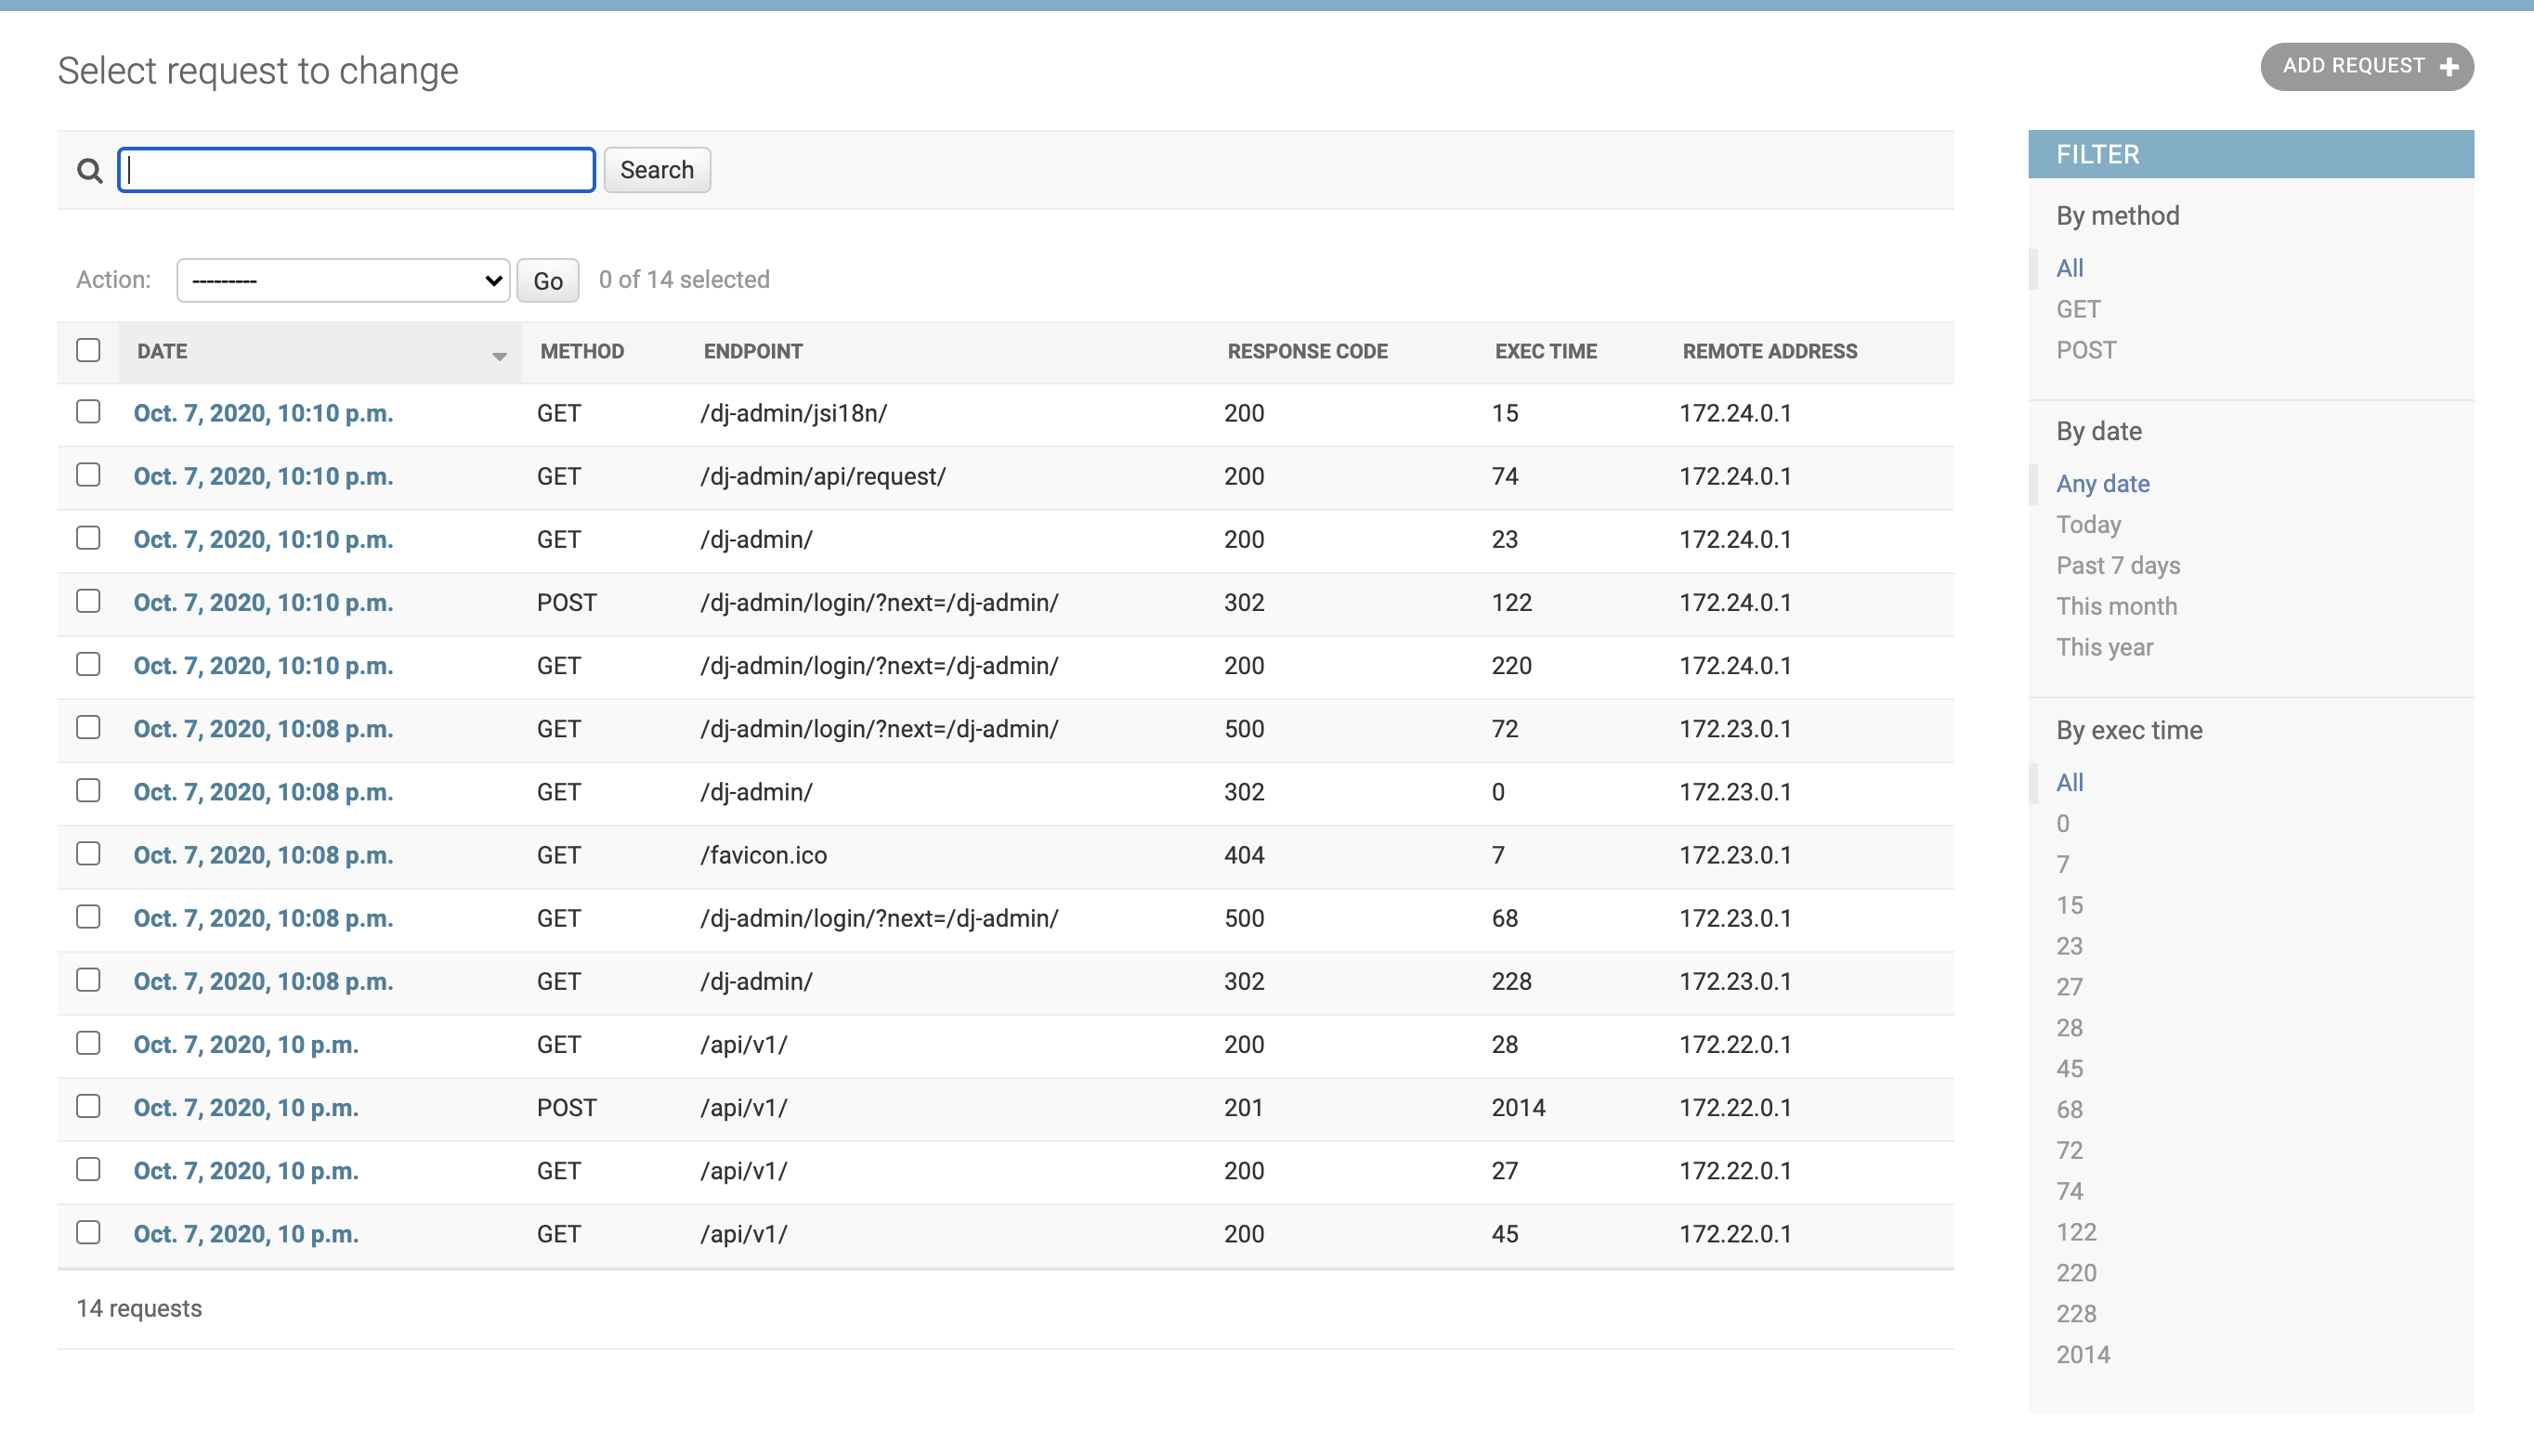 Select request to change
ADD REQUEST +
Search
Action: --------- Go 0 of 14 selected
DATE METHOD ENDPOINT RESPONSE CODE EXEC TIME REMOTE ADDRESS
Oct. 7, 2020, 10:10 p.m. GET /dj-admin/jsi18n/ 200 15 172.24.0.1
Oct. 7, 2020, 10:10 p.m. GET /dj-admin/api/request/ 200 74 172.24.0.1
Oct. 7, 2020, 10:10 p.m. GET /dj-admin/ 200 23 172.24.0.1
Oct. 7, 2020, 10:10 p.m. POST /dj-admin/login/?next=/dj-admin/ 302 122 172.24.0.1
Oct. 7, 2020, 10:10 p.m. GET /dj-admin/login/?next=/dj-admin/ 200 220 172.24.0.1
Oct. 7, 2020, 10:08 p.m. GET /dj-admin/login/?next=/dj-admin/ 500 72 172.23.0.1
Oct. 7, 2020, 10:08 p.m. GET /dj-admin/ 302 0 172.23.0.1
Oct. 7, 2020, 10:08 p.m. GET /favicon.ico 404 7 172.23.0.1
Oct. 7, 2020, 10:08 p.m. GET /dj-admin/login/?next=/dj-admin/ 500 68 172.23.0.1
Oct. 7, 2020, 10:08 p.m. GET /dj-admin/ 302 228 172.23.0.1
Oct. 7, 2020, 10 p.m. GET /api/v1/ 200 28 172.22.0.1
Oct. 7, 2020, 10 p.m. POST /api/v1/ 201 2014 172.22.0.1
Oct. 7, 2020, 10 p.m. GET /api/v1/ 200 27 172.22.0.1
Oct. 7, 2020, 10 p.m. GET /api/v1/ 200 45 172.22.0.1
14 requests
FILTER
By method
All
GET
POST
By date
Any date
Today
Past 7 days
This month
This year
By exec time
All
0
7
15
23
27
28
45
68
72
74
122
220
228
2014